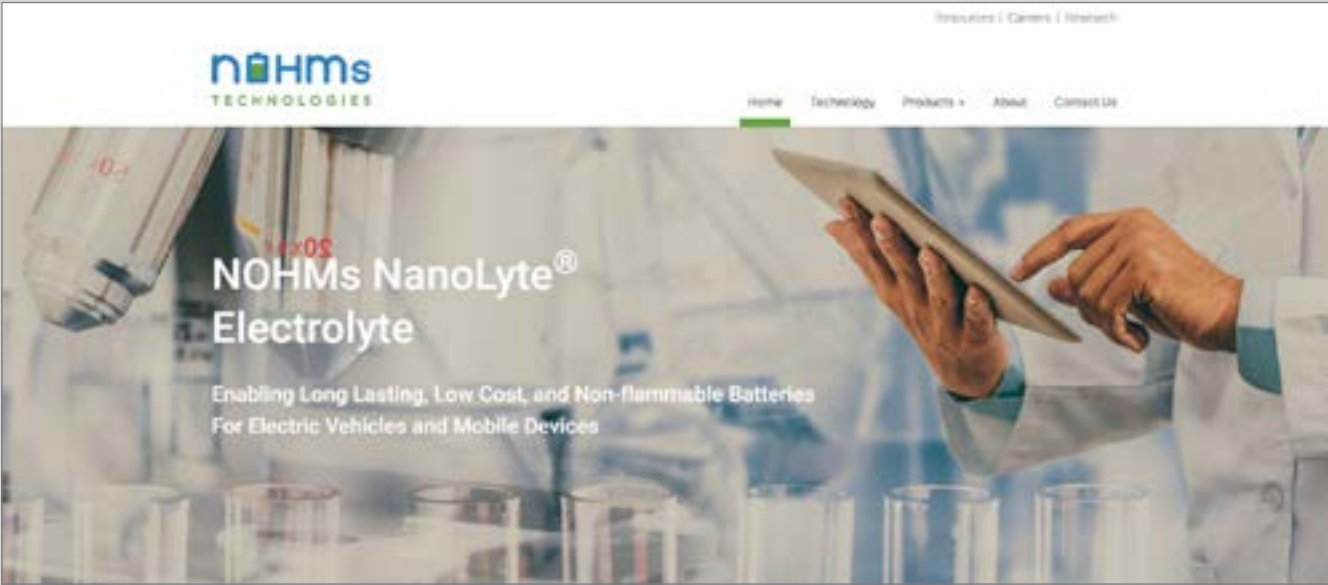 Resources | Careers | Research
nOHMs
TECHNOLOGIES
Home Technology Products About Contact Us
NOHMs NanoLyte®
Electrolyte
Enabling Long Lasting, Low Cost, and Non-flammable Batteries
For Electric Vehicles and Mobile Devices